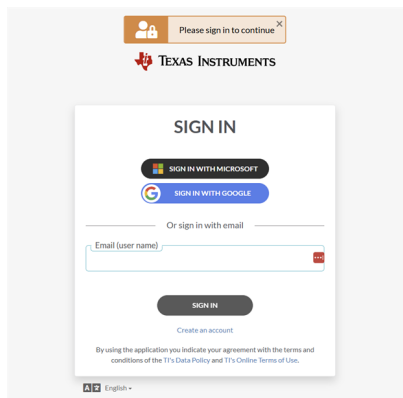 Please sign in to continue ×
TEXAS INSTRUMENTS
SIGN IN
SIGN IN WITH MICROSOFT
SIGN IN WITH GOOGLE
Or sign in with email
Email (user name)
SIGN IN
Create an account
By using the application you indicate your agreement with the terms and
conditions of the TI's Data Policy and TI's Online Terms of Use.
English